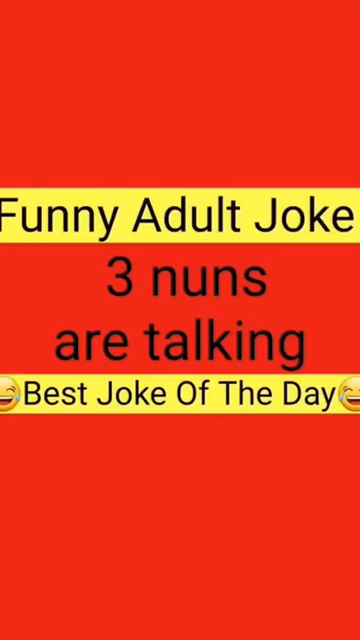 Funny Adult Joke
3 nuns
are talking
😂Best Joke Of The Day😂